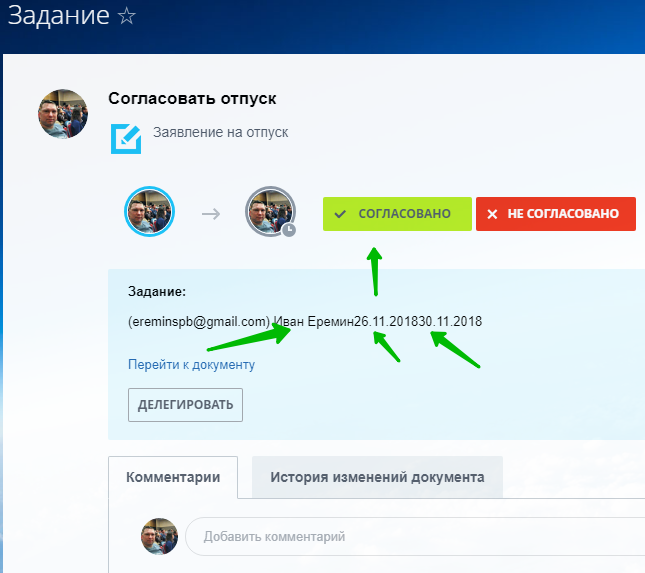 Задание ☆
Согласовать отпуск
Заявление на отпуск
СОГЛАСОВАНО НЕ СОГЛАСОВАНО
Задание:
(ereminspb@gmail.com) Иван Еремин26.11.201830.11.2018
Перейти к документу
ДЕЛЕГИРОВАТЬ
Комментарии История изменений документа
Добавить комментарий